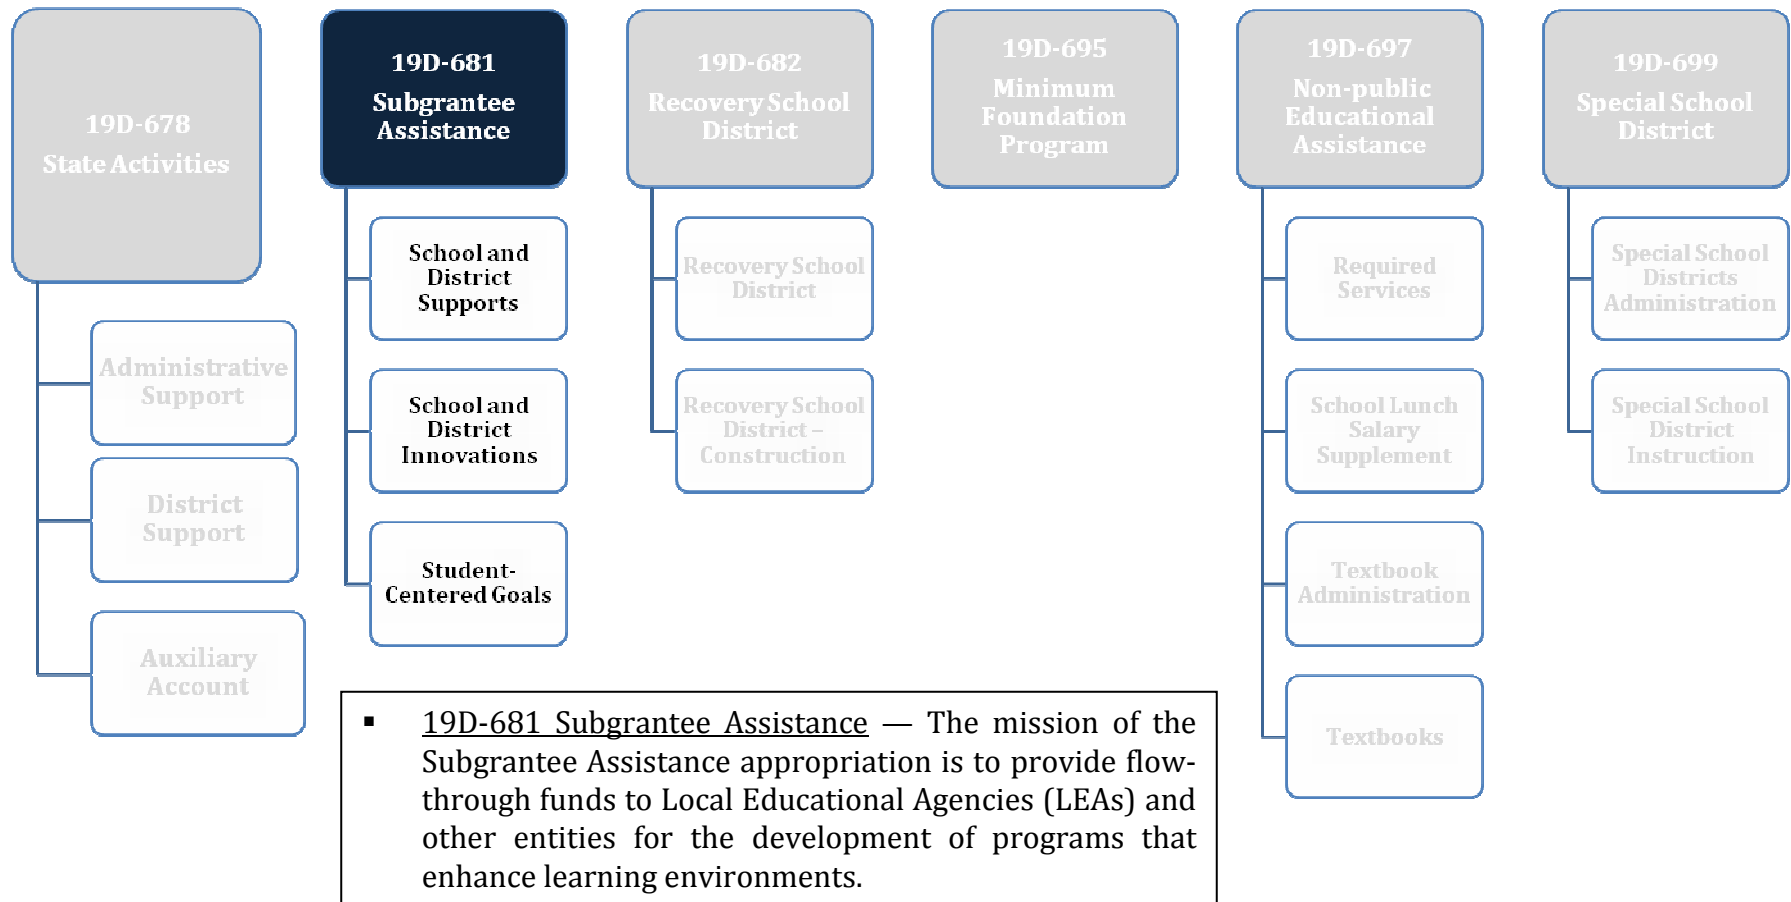 19D-678
State Activities
Administrative
Support
District
Support
Auxiliary
Account
19D-681
Subgrantee
Assistance
School and
District
Supports
School and
District
Innovations
Student-
Centered Goals
19D-682
Recovery School
District
Recovery School
District
Recovery School
District –
Construction
19D-695
Minimum
Foundation
Program
19D-697
Non-public
Educational
Assistance
Required
Services
School Lunch
Salary
Supplement
Textbook
Administration
Textbooks
19D-699
Special School
District
Special School
Districts
Administration
Special School
District
Instruction
▪ 19D-681 Subgrantee Assistance — The mission of the
Subgrantee Assistance appropriation is to provide flow-
through funds to Local Educational Agencies (LEAs) and
other entities for the development of programs that
enhance learning environments.